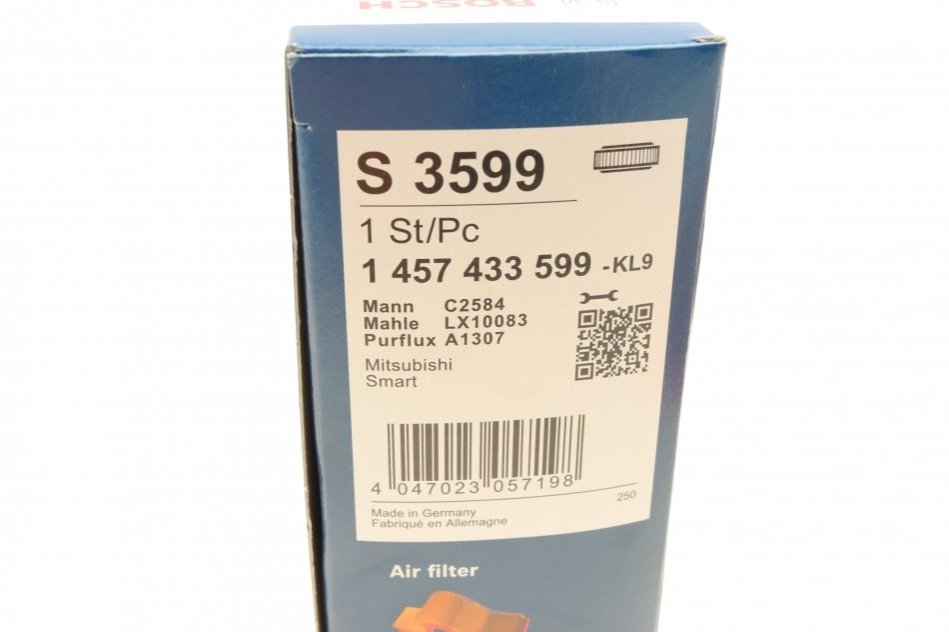 BOSCH
S 3599
1 St/Pc
1 457 433 599 -KL9
Mann C2584
Mahle LX10083
Purflux A1307
Mitsubishi
Smart
4 047023 057198
250
Made in Germany
Fabriqué en Allemagne
Air filter